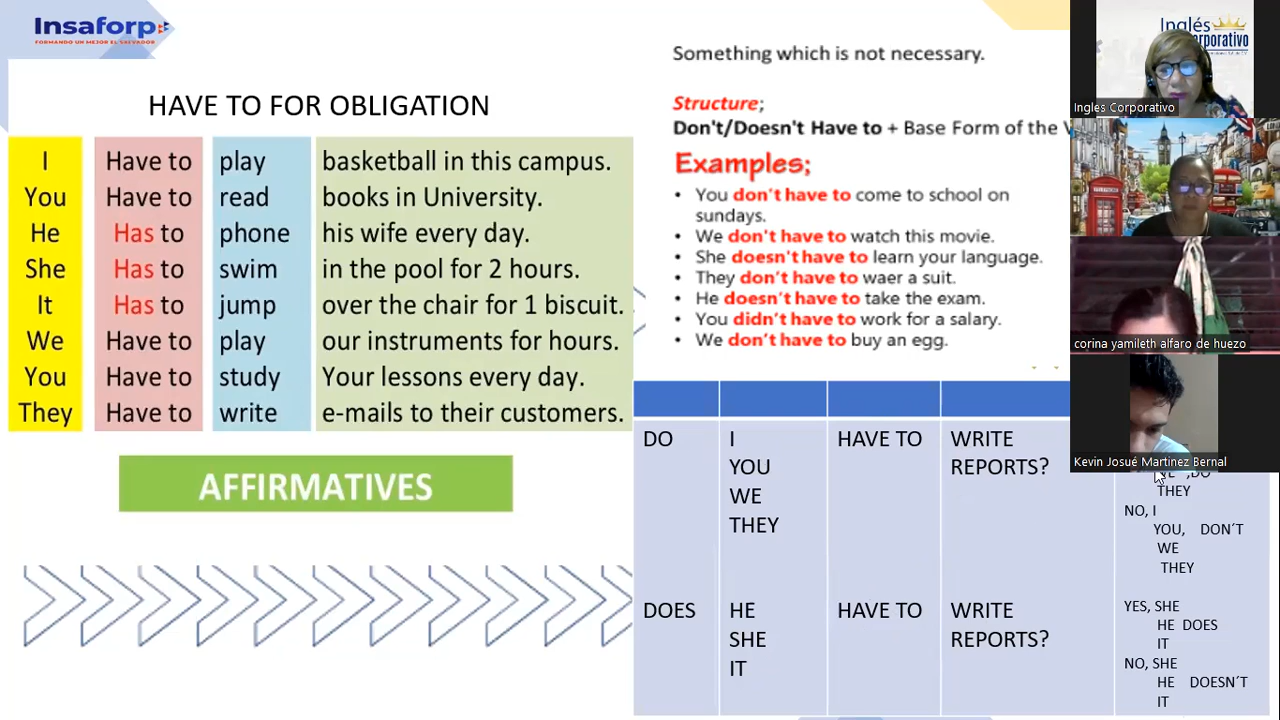 Insaforp
FORMANDO UN MEJOR EL SALVADOR
HAVE TO FOR OBLIGATION
I Have to play basketball in this campus.
You Have to read books in University.
He Has to phone his wife every day.
She Has to swim in the pool for 2 hours.
It Has to jump over the chair for 1 biscuit.
We Have to play our instruments for hours.
You Have to study Your lessons every day.
They Have to write e-mails to their customers.
AFFIRMATIVES
Something which is not necessary.
Structure;
Don't/Doesn't Have to + Base Form of the
Examples;
• You don't have to come to school on
sundays.
• We don't have to watch this movie.
• She doesn't have to learn your language.
• They don't have to waer a suit.
• He doesn't have to take the exam.
• You didn't have to work for a salary.
• We don't have to buy an egg.
DO I HAVE TO WRITE
YOU REPORTS?
WE
THEY
DOES HE HAVE TO WRITE
SHE REPORTS?
IT
,DO
THEY
NO, I
YOU, DON´T
WE
THEY
YES, SHE
HE DOES
IT
NO, SHE
HE DOESN´T
IT
Inglés
orporativo
Ingles Corporativo
corina yamileth alfaro de huezo
Kevin Josué Martinez Bernal